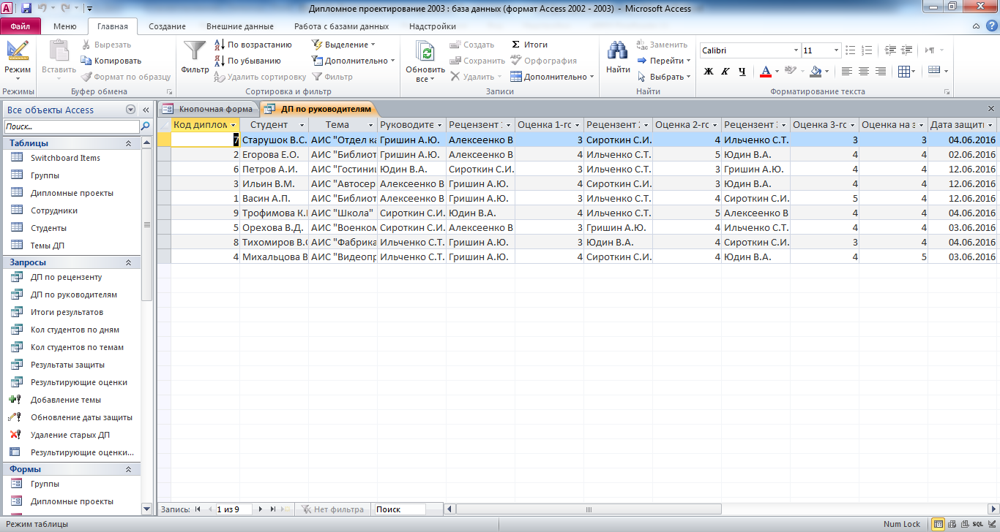 Дипломное проектирование 2003 : база данных (формат Access 2002 - 2003) - Microsoft Access
Файл Меню Главная Создание Внешние данные Работа с базами данных Надстройки
Режим
Режимы
Вставить
Вырезать
Копировать
Формат по образцу
Буфер обмена
Фильтр
По возрастанию
По убыванию
Удалить сортировку
Выделение
Дополнительно
Фильтр
Сортировка и фильтр
Обновить
все
Создать
Сохранить
Удалить
Итоги
Орфография
Дополнительно
Записи
Найти
Заменить
Перейти
Выбрать
Найти
Calibri 11
Ж К Ч
Форматирование текста
Все объекты Access
Поиск...
Таблицы
Switchboard Items
Группы
Дипломные проекты
Сотрудники
Студенты
Темы ДП
Запросы
ДП по рецензенту
ДП по руководителям
Итоги результатов
Кол студентов по дням
Кол студентов по темам
Результаты защиты
Результирующие оценки
Добавление темы
Обновление даты защиты
Удаление старых ДП
Результирующие оценки...
Формы
Группы
Дипломные проекты
Кнопочная форма ДП по руководителям
Код диплом Студент Тема Руководите Рецензент Оценка 1-го Рецензент Оценка 2-го Рецензент Оценка 3-го Оценка на з Дата защит
7 Старушок В.С. АИС "Отдел ка Гришин А.Ю. Алексеенко В 3 Сироткин С.И. 4 Ильченко С.Т. 3 3 04.06.2016
2 Егорова Е.О. АИС "Библиот Гришин А.Ю. Алексеенко В 4 Ильченко С.Т. 5 Юдин В.А. 4 4 02.06.2016
6 Петров А.И. АИС "Гостиниц Юдин В.А. Сироткин С.И. 3 Ильченко С.Т. 3 Гришин А.Ю. 4 4 12.06.2016
3 Ильин В.М. АИС "Автосер Алексеенко В Гришин А.Ю. 4 Сироткин С.И. 3 Юдин В.А. 4 4 12.06.2016
1 Васин А.П. АИС "Библиот Алексеенко В Гришин А.Ю. 3 Ильченко С.Т. 4 Сироткин С.И. 5 4 12.06.2016
9 Трофимова К. АИС "Школа" Сироткин С.И. Юдин В.А. 4 Ильченко С.Т. 5 Алексеенко В 4 4 04.06.2016
5 Орехова В.Д. АИС "Военком Сироткин С.И. Алексеенко В 3 Гришин А.Ю. 4 Ильченко С.Т. 4 4 03.06.2016
8 Тихомиров В.С АИС "Фабрика Ильченко С.Т. Гришин А.Ю. 3 Юдин В.А. 4 Сироткин С.И. 3 4 04.06.2016
4 Михальцова В АИС "Видеопр Ильченко С.Т. Гришин А.Ю. 4 Сироткин С.И. 4 Юдин В.А. 4 5 03.06.2016
Запись: 1 из 9 Нет фильтра Поиск
Режим таблицы Num Lock SQL